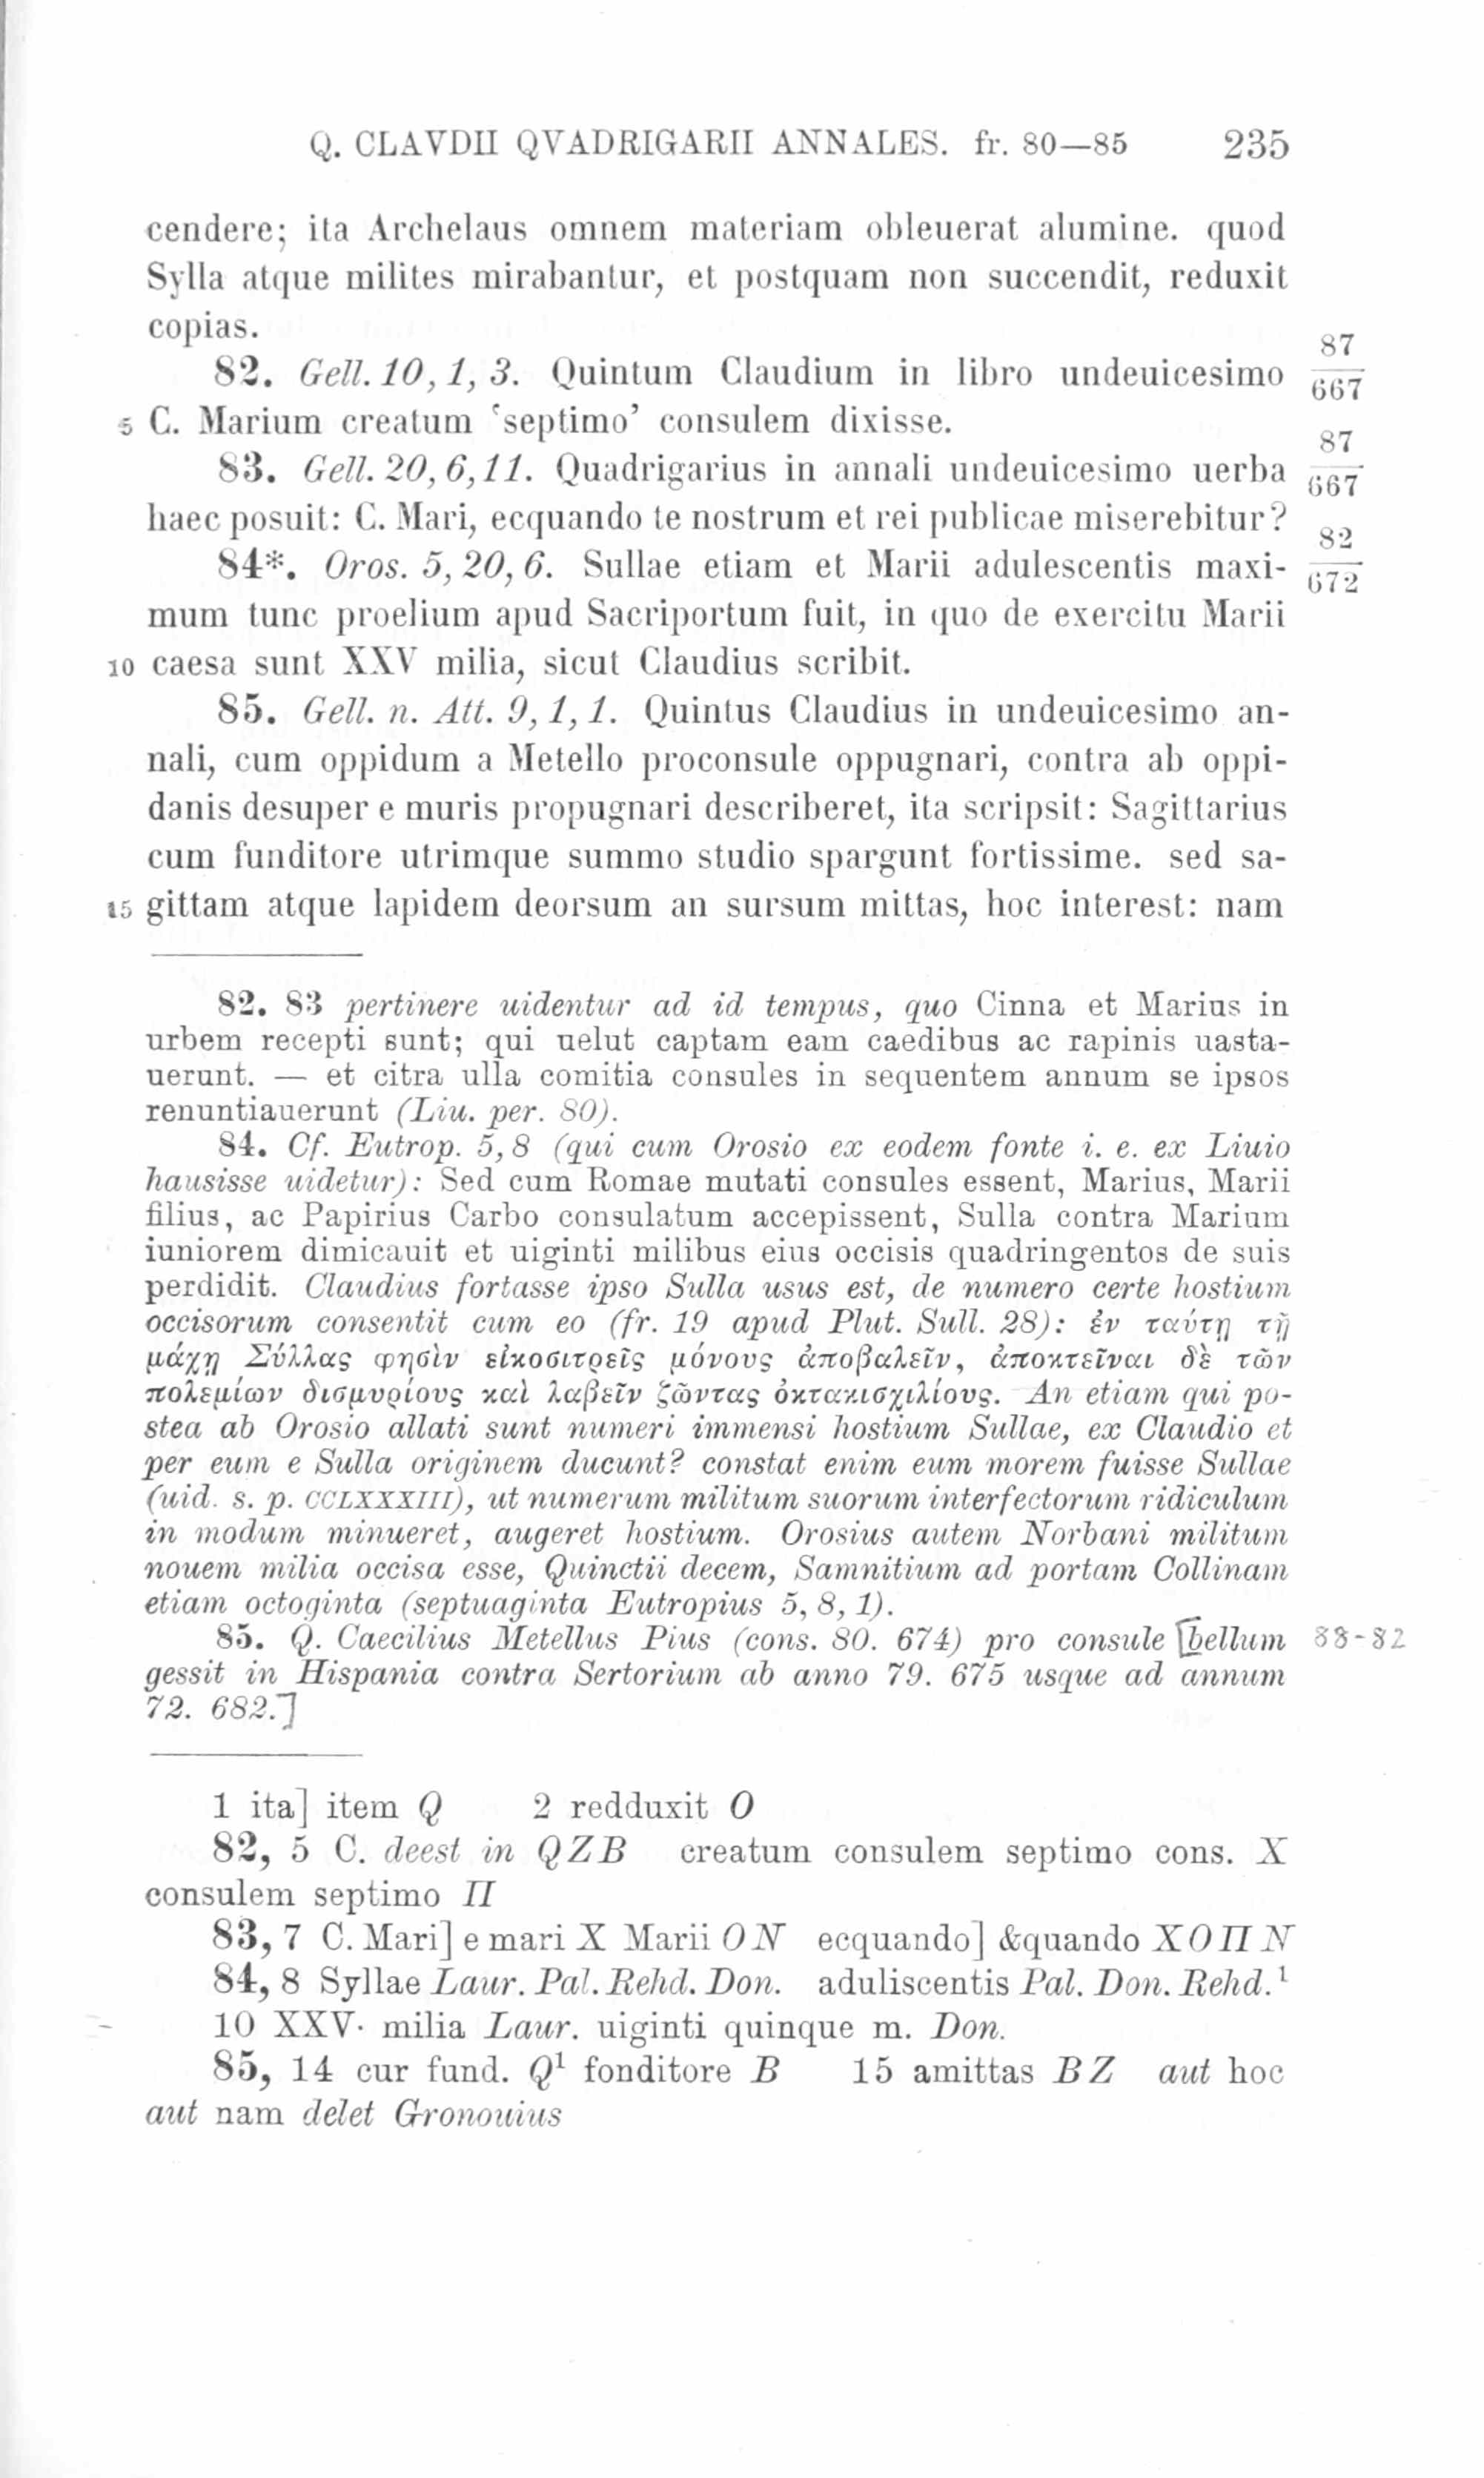 Q. CLAVDII QVADRIGARII ANNALES. fr. 80—85 235
cendere; ita Archelaus omnem materiam obleuerat alumine. quod
Sylla atque milites mirabantur, et postquam non succendit, reduxit
copias.
82. Gell. 10, 1, 3. Quintum Claudium in libro undeuicesimo 87/667
5 C. Marium creatum ‘septimo’ consulem dixisse.
83. Gell. 20, 6, 11. Quadrigarius in annali undeuicesimo uerba 87/667
haec posuit: C. Mari, ecquando te nostrum et rei publicae miserebitur?
84*. Oros. 5, 20, 6. Sullae etiam et Marii adulescentis maxi- 82/672
mum tunc proelium apud Sacriportum fuit, in quo de exercitu Marii
10 caesa sunt XXV milia, sicut Claudius scribit.
85. Gell. n. Att. 9, 1, 1. Quintus Claudius in undeuicesimo an-
nali, cum oppidum a Metello proconsule oppugnari, contra ab oppi-
danis desuper e muris propugnari describeret, ita scripsit: Sagittarius
cum funditore utrimque summo studio spargunt fortissime. sed sa-
15 gittam atque lapidem deorsum an sursum mittas, hoc interest: nam
82. 83 pertinere uidentur ad id tempus, quo Cinna et Marius in
urbem recepti sunt; qui uelut captam eam caedibus ac rapinis uasta-
uerunt. — et citra ulla comitia consules in sequentem annum se ipsos
renuntiauerunt (Liu. per. 80).
84. Cf. Eutrop. 5, 8 (qui cum Orosio ex eodem fonte i. e. ex Liuio
hausisse uidetur): Sed cum Romae mutati consules essent, Marius, Marii
filius, ac Papirius Carbo consulatum accepissent, Sulla contra Marium
iuniorem dimicauit et uiginti milibus eius occisis quadringentos de suis
perdidit. Claudius fortasse ipso Sulla usus est, de numero certe hostium
occisorum consentit cum eo (fr. 19 apud Plut. Sull. 28): ἐν ταύτῃ τῇ
μάχῃ Σύλλας φησὶν εἰκοσιτρεῖς μόνους ἀποβαλεῖν, ἀποκτεῖναι δὲ τῶν
πολεμίων δισμυρίους καὶ λαβεῖν ζῶντας ὀκτακισχιλίους. An etiam qui po-
stea ab Orosio allati sunt numeri immensi hostium Sullae, ex Claudio et
per eum e Sulla originem ducunt? constat enim eum morem fuisse Sullae
(uid. s. p. CCLXXXIII), ut numerum militum suorum interfectorum ridiculum
in modum minueret, augeret hostium. Orosius autem Norbani militum
nouem milia occisa esse, Quinctii decem, Samnitium ad portam Collinam
etiam octoginta (septuaginta Eutropius 5, 8, 1).
85. Q. Caecilius Metellus Pius (cons. 80. 674) pro consule [bellum 88-82
gessit in Hispania contra Sertorium ab anno 79. 675 usque ad annum
72. 682.]
1 ita] item Q 2 redduxit O
82, 5 C. deest in QZB creatum consulem septimo cons. X
consulem septimo Π
83, 7 C. Mari] e mari X Marii ON ecquando] &quando XOΠN
84, 8 Syllae Laur. Pal. Rehd. Don. aduliscentis Pal. Don. Rehd.¹
10 XXV· milia Laur. uiginti quinque m. Don.
85, 14 cur fund. Q¹ fonditore B 15 amittas BZ aut hoc
aut nam delet Gronouius